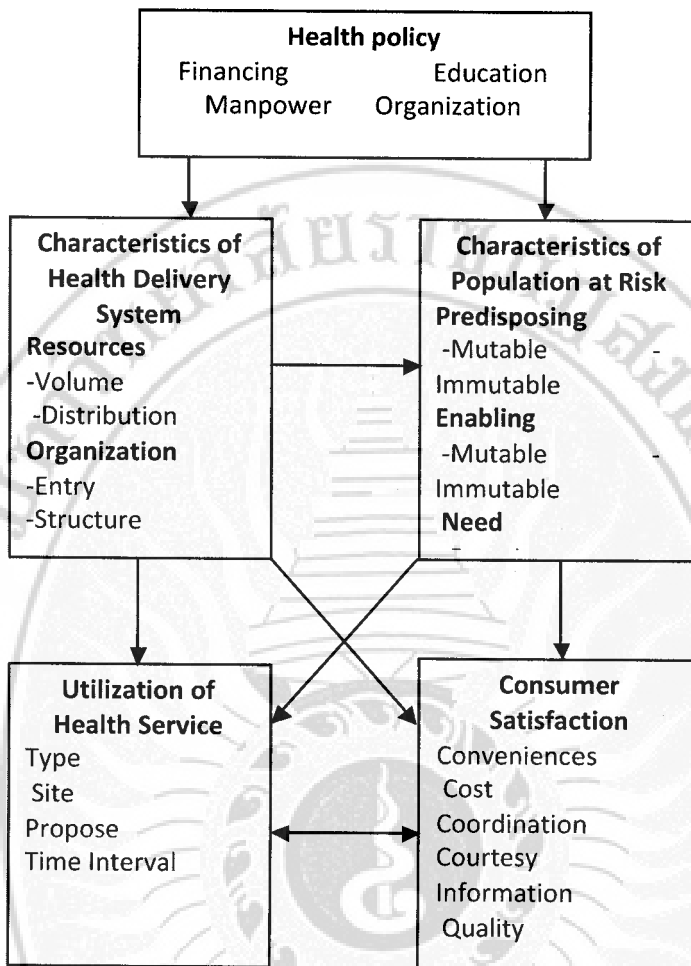 Health policy
Financing Education
Manpower Organization
Characteristics of
Health Delivery
System
Resources
-Volume
-Distribution
Organization
-Entry
-Structure
Characteristics of
Population at Risk
Predisposing
-Mutable -
Immutable
Enabling
-Mutable -
Immutable
Need
Utilization of
Health Service
Type
Site
Propose
Time Interval
Consumer
Satisfaction
Conveniences
Cost
Coordination
Courtesy
Information
Quality